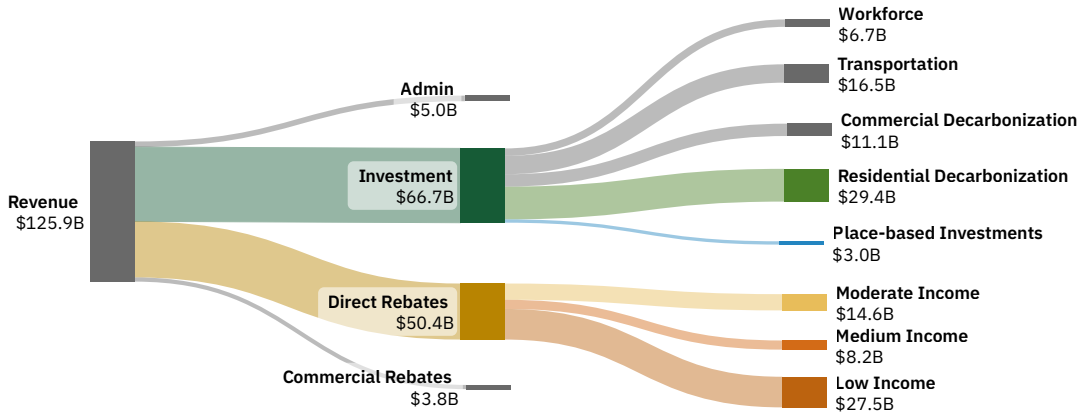 Revenue
$125.9B
Admin
$5.0B
Investment
$66.7B
Direct Rebates
$50.4B
Commercial Rebates
$3.8B
Workforce
$6.7B
Transportation
$16.5B
Commercial Decarbonization
$11.1B
Residential Decarbonization
$29.4B
Place-based Investments
$3.0B
Moderate Income
$14.6B
Medium Income
$8.2B
Low Income
$27.5B